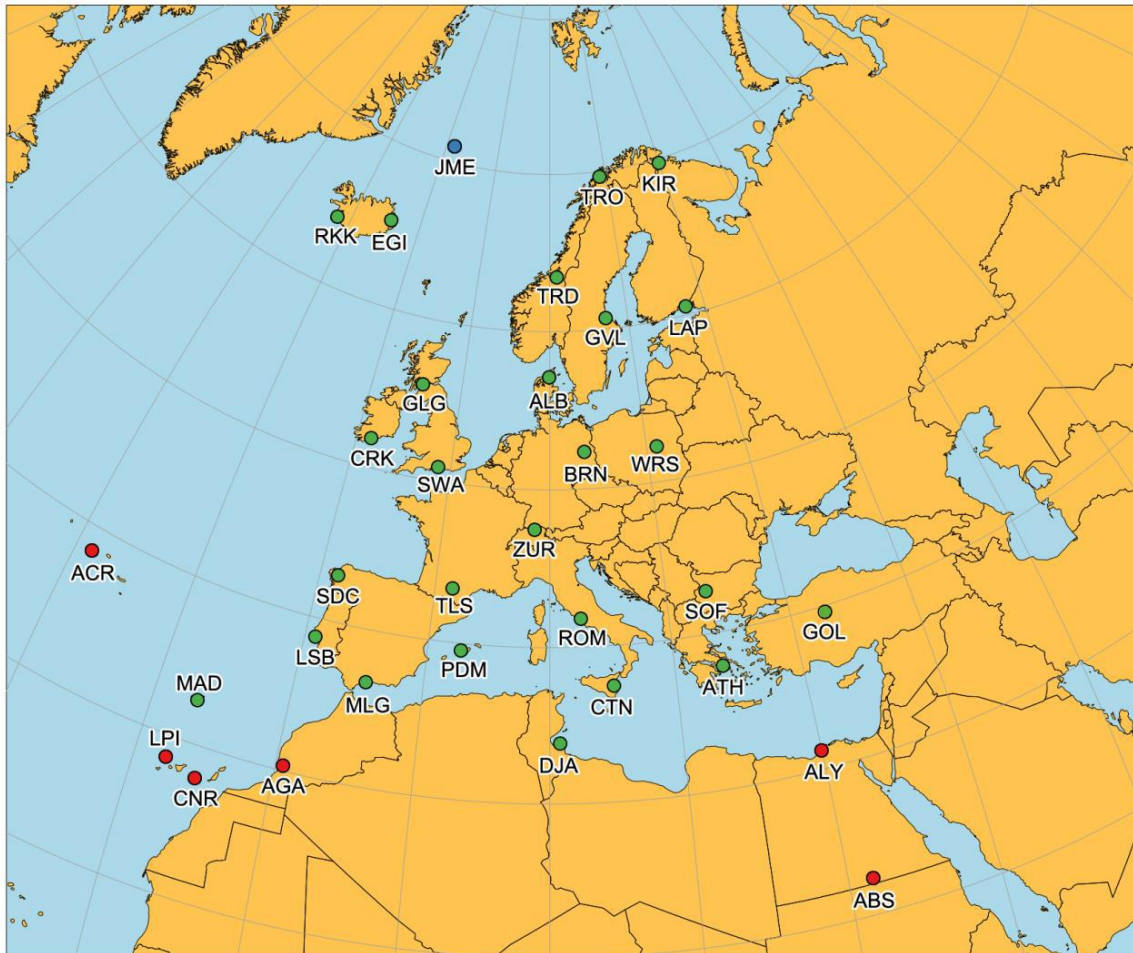 JME
TRO
KIR
RKK
EGI
TRD
GVL
LAP
GLG
ALB
CRK
SWA
BRN
WRS
ZUR
ACR
SDC
TLS
SOF
GOL
ROM
LSB
PDM
ATH
MAD
MLG
CTN
LPI
CNR
AGA
DJA
ALY
ABS